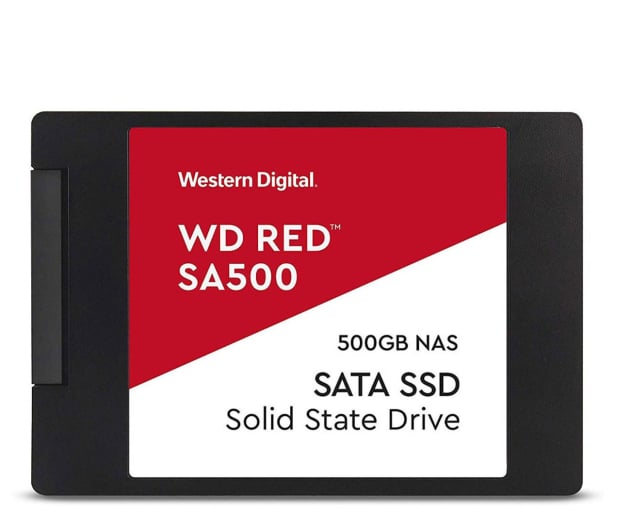 Western Digital.
WD RED™
SA500
500GB NAS
SATA SSD
Solid State Drive